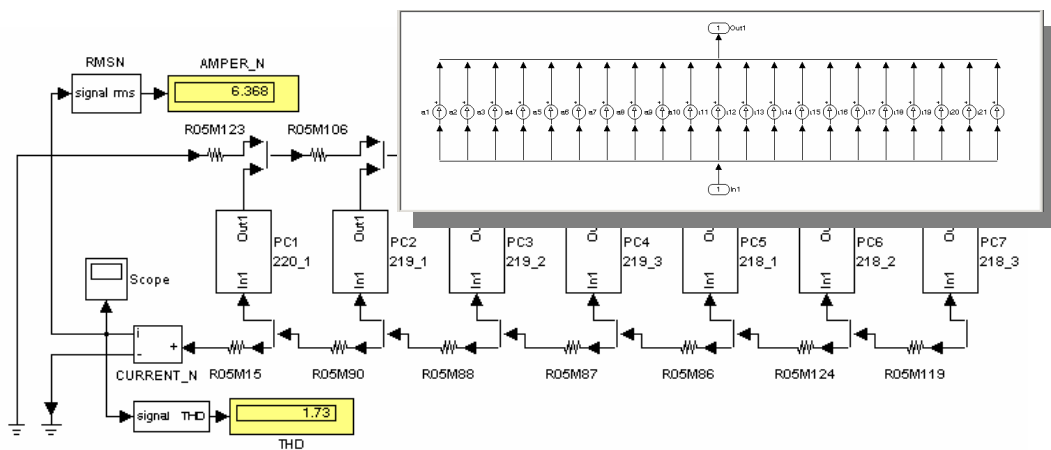 1 Out1
RMSN
AMPER_N
signal rms
6.368
R05M123
R05M106
1 In1
Out1
In1
PC1
220_1
Out1
In1
PC2
219_1
In1
PC3
219_2
In1
PC4
219_3
In1
PC5
218_1
In1
PC6
218_2
In1
PC7
218_3
Scope
i
-
+
CURRENT_N
R05M15
R05M90
R05M88
R05M87
R05M86
R05M124
R05M119
signal THD
1.73
THD